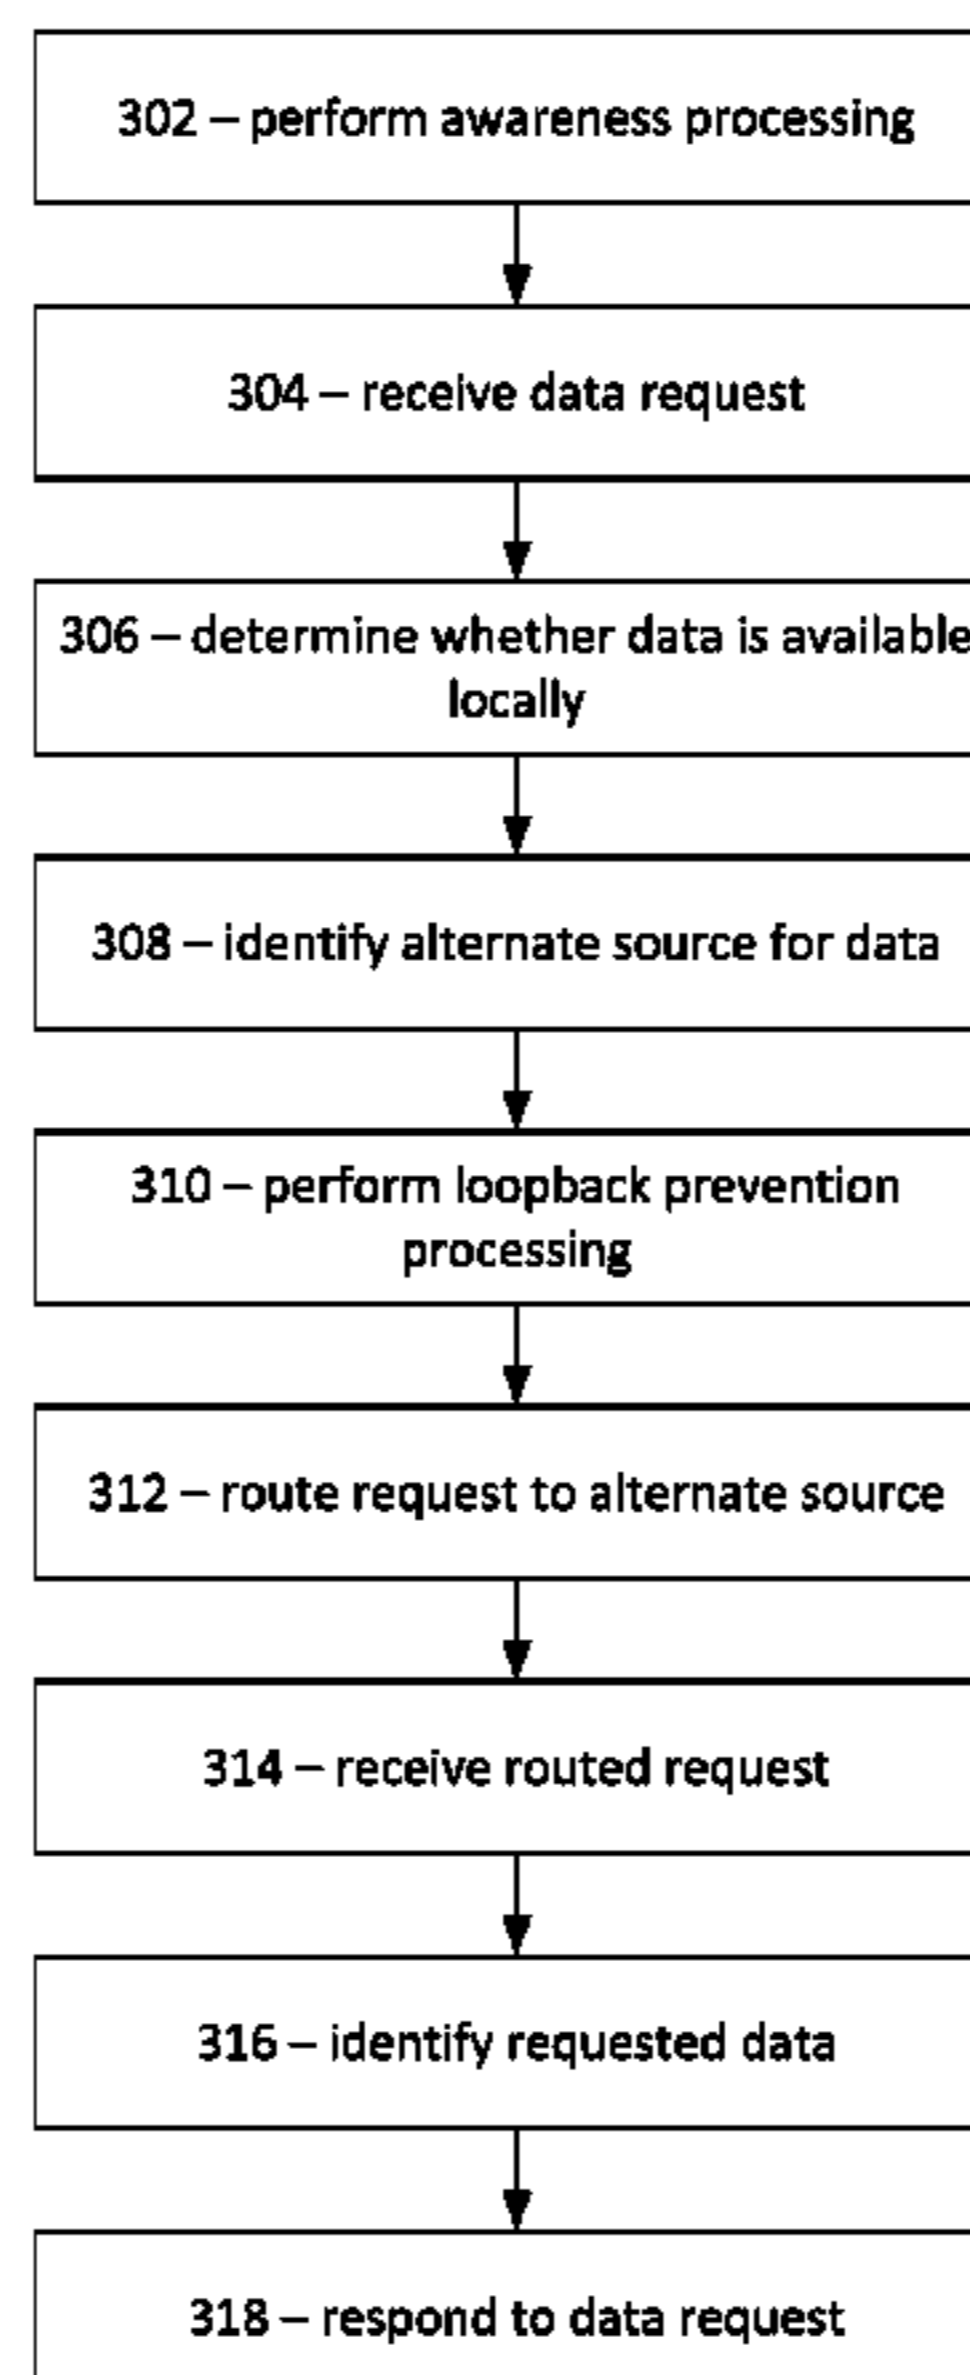 302 – perform awareness processing
304 – receive data request
306 – determine whether data is available
locally
308 – identify alternate source for data
310 – perform loopback prevention
processing
312 – route request to alternate source
314 – receive routed request
316 – identify requested data
318 – respond to data request